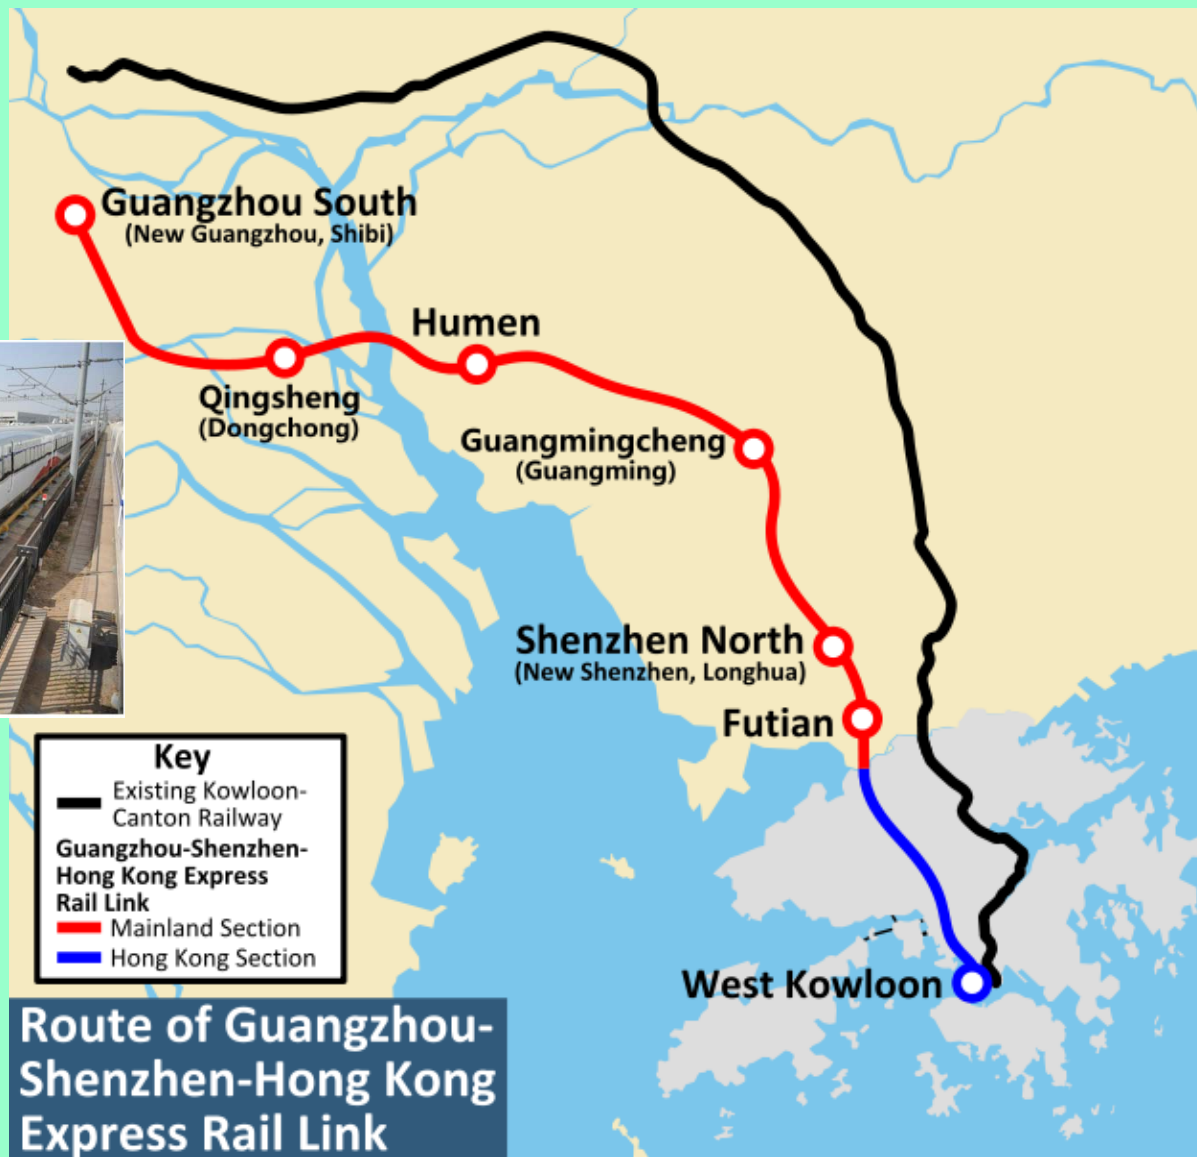 Guangzhou South
(New Guangzhou, Shibi)
Humen
Qingsheng
(Dongchong)
Guangmingcheng
(Guangming)
Shenzhen North
(New Shenzhen, Longhua)
Futian
West Kowloon
Key
Existing Kowloon-
Canton Railway
Guangzhou-Shenzhen-
Hong Kong Express
Rail Link
Mainland Section
Hong Kong Section
Route of Guangzhou-
Shenzhen-Hong Kong
Express Rail Link